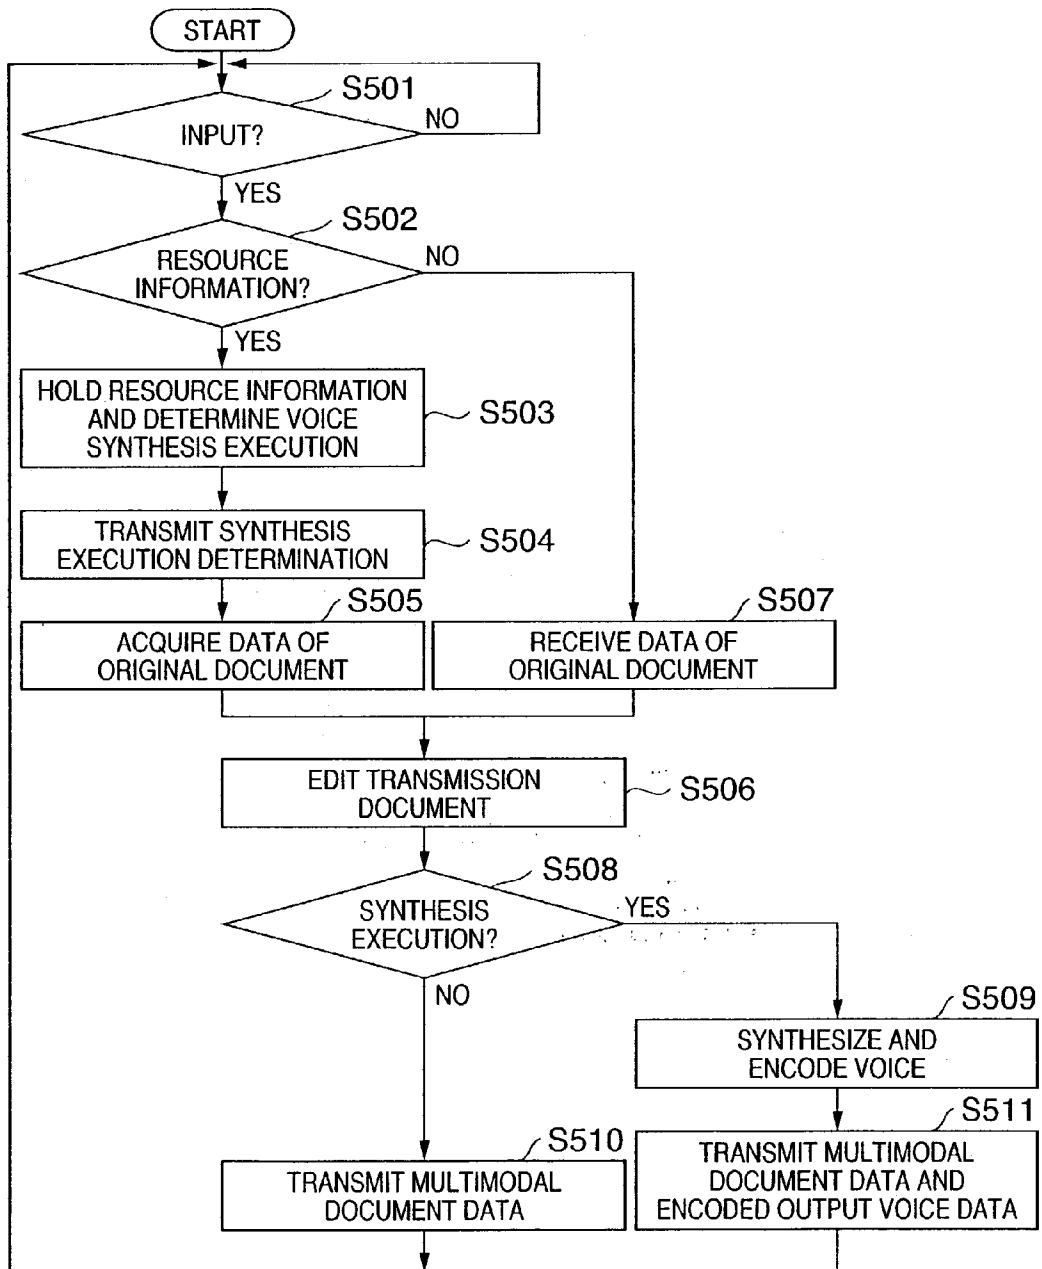 START
S501
INPUT?
NO
YES
S502
RESOURCE
INFORMATION?
NO
YES
HOLD RESOURCE INFORMATION
AND DETERMINE VOICE
SYNTHESIS EXECUTION
S503
TRANSMIT SYNTHESIS
EXECUTION DETERMINATION
S504
S505
ACQUIRE DATA OF
ORIGINAL DOCUMENT
S507
RECEIVE DATA OF
ORIGINAL DOCUMENT
EDIT TRANSMISSION
DOCUMENT
S506
S508
SYNTHESIS
EXECUTION?
YES
NO
S509
SYNTHESIZE AND
ENCODE VOICE
S510
TRANSMIT MULTIMODAL
DOCUMENT DATA
S511
TRANSMIT MULTIMODAL
DOCUMENT DATA AND
ENCODED OUTPUT VOICE DATA